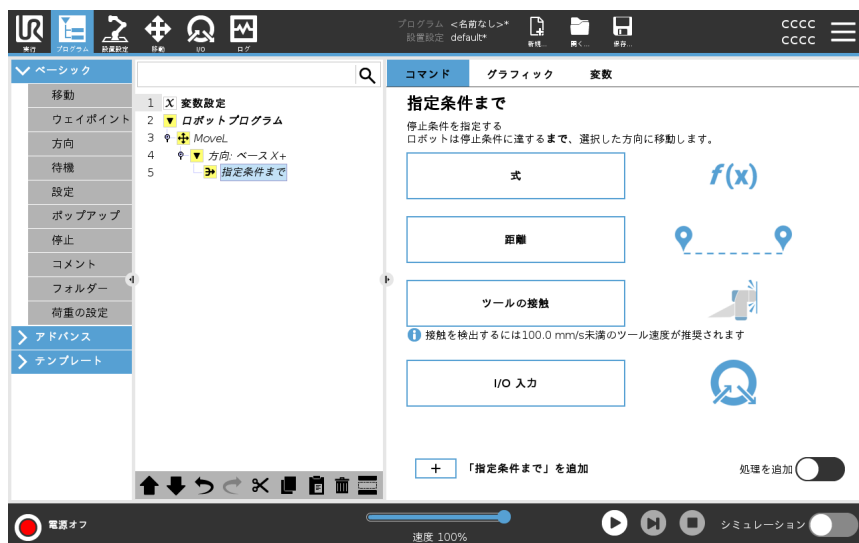 UR
実行
プログラム
設置設定
移動
I/O
ログ
プログラム <名前なし>*
設置設定 default*
新規...
開く...
保存...
cccc
cccc
ベーシック
移動
ウェイポイント
方向
待機
設定
ポップアップ
停止
コメント
フォルダー
荷重の設定
アドバンス
テンプレート
1 X 変数設定
2 ロボットプログラム
3 MoveL
4 方向: ベース X+
5 指定条件まで
コマンド グラフィック 変数
指定条件まで
停止条件を指定する
ロボットは停止条件に達するまで、選択した方向に移動します。
式
f(x)
距離
ツールの接触
接触を検出するには100.0 mm/s未満のツール速度が推奨されます
I/O 入力
+ 「指定条件まで」を追加
処理を追加
電源オフ
速度 100%
シミュレーション